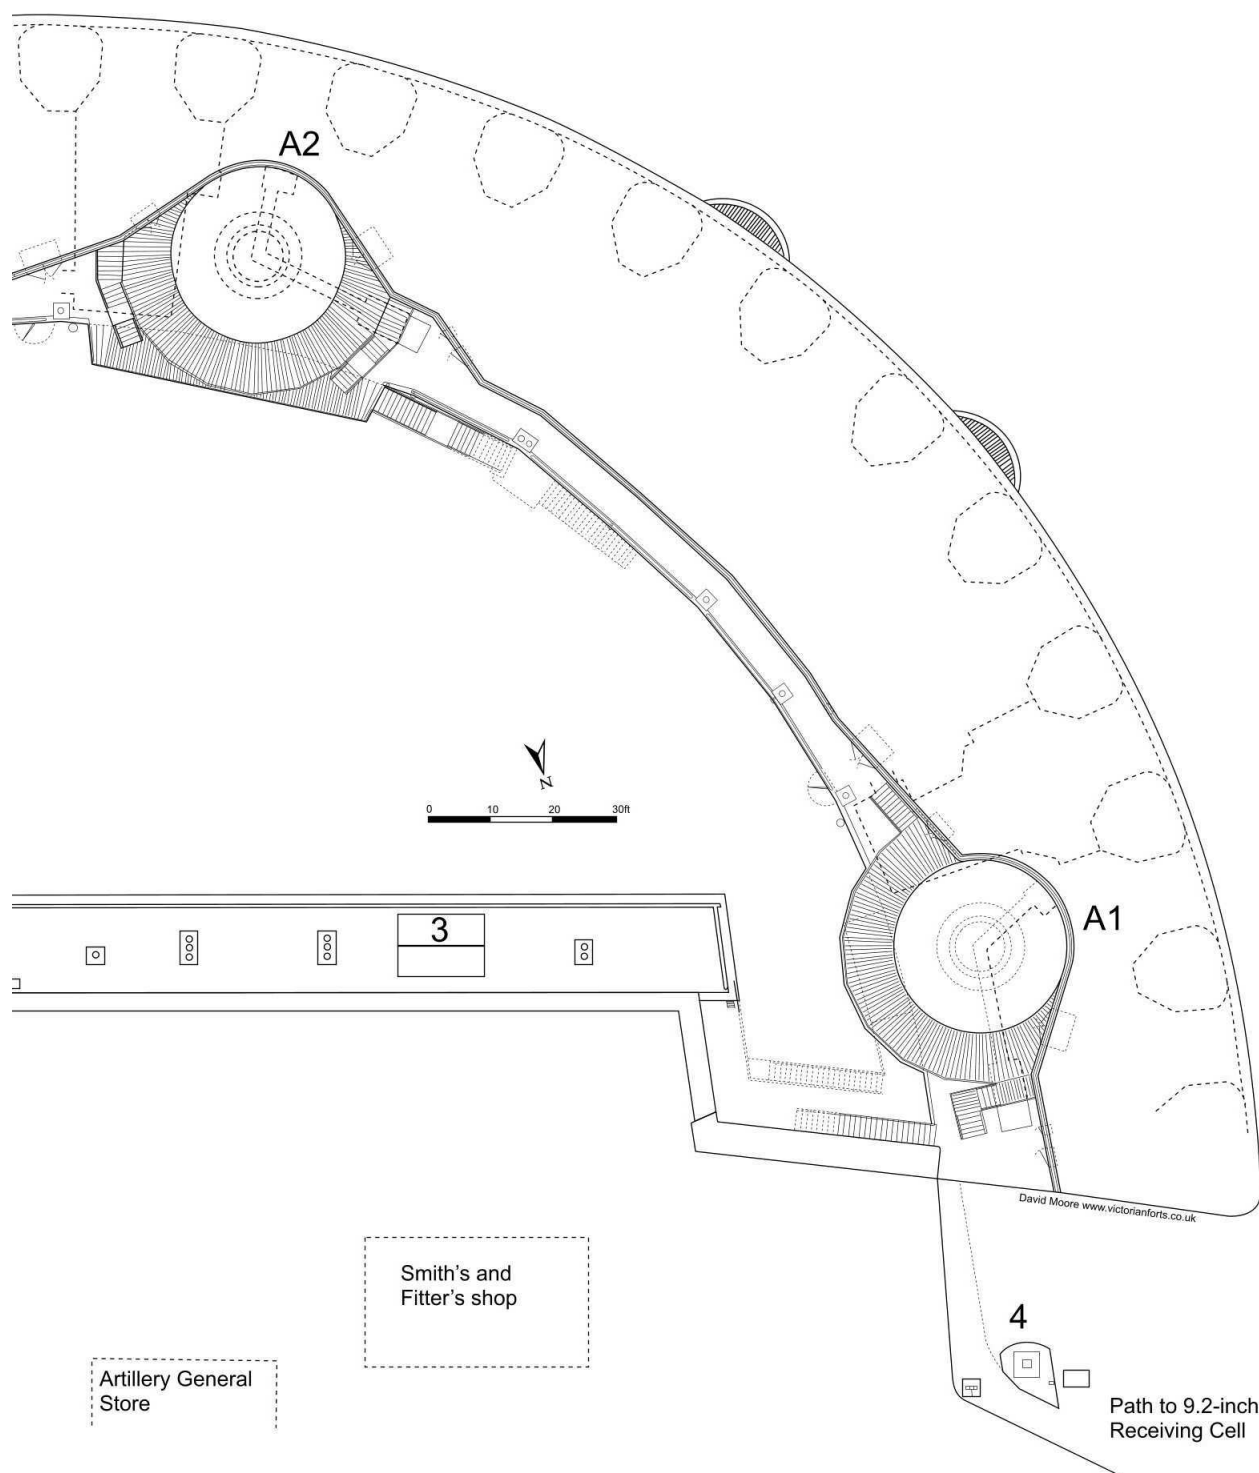 A2
N
0 10 20 30ft
3
A1
David Moore www.victorianforts.co.uk
Smith's and
Fitter's shop
4
Artillery General
Store
Path to 9.2-inch
Receiving Cell